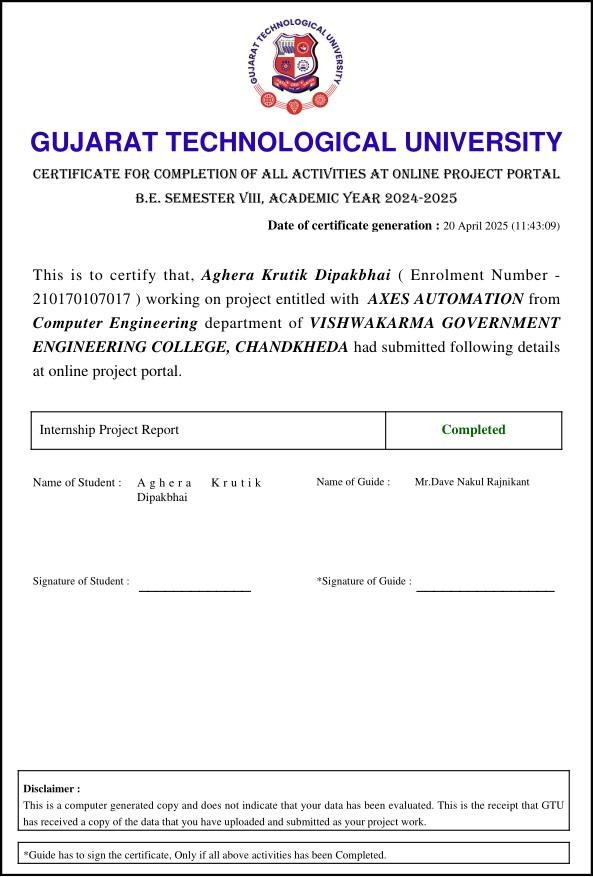 GUJARAT TECHNOLOGICAL UNIVERSITY
GUJARAT TECHNOLOGICAL UNIVERSITY
CERTIFICATE FOR COMPLETION OF ALL ACTIVITIES AT ONLINE PROJECT PORTAL
B.E. SEMESTER VIII, ACADEMIC YEAR 2024-2025
Date of certificate generation : 20 April 2025 (11:43:09)
This is to certify that, Aghera Krutik Dipakbhai ( Enrolment Number -
210170107017 ) working on project entitled with AXES AUTOMATION from
Computer Engineering department of VISHWAKARMA GOVERNMENT
ENGINEERING COLLEGE, CHANDKHEDA had submitted following details
at online project portal.
Internship Project Report Completed
Name of Student : Aghera Krutik Name of Guide : Mr.Dave Nakul Rajnikant
Dipakbhai
Signature of Student : *Signature of Guide :
Disclaimer :
This is a computer generated copy and does not indicate that your data has been evaluated. This is the receipt that GTU
has received a copy of the data that you have uploaded and submitted as your project work.
*Guide has to sign the certificate, Only if all above activities has been Completed.